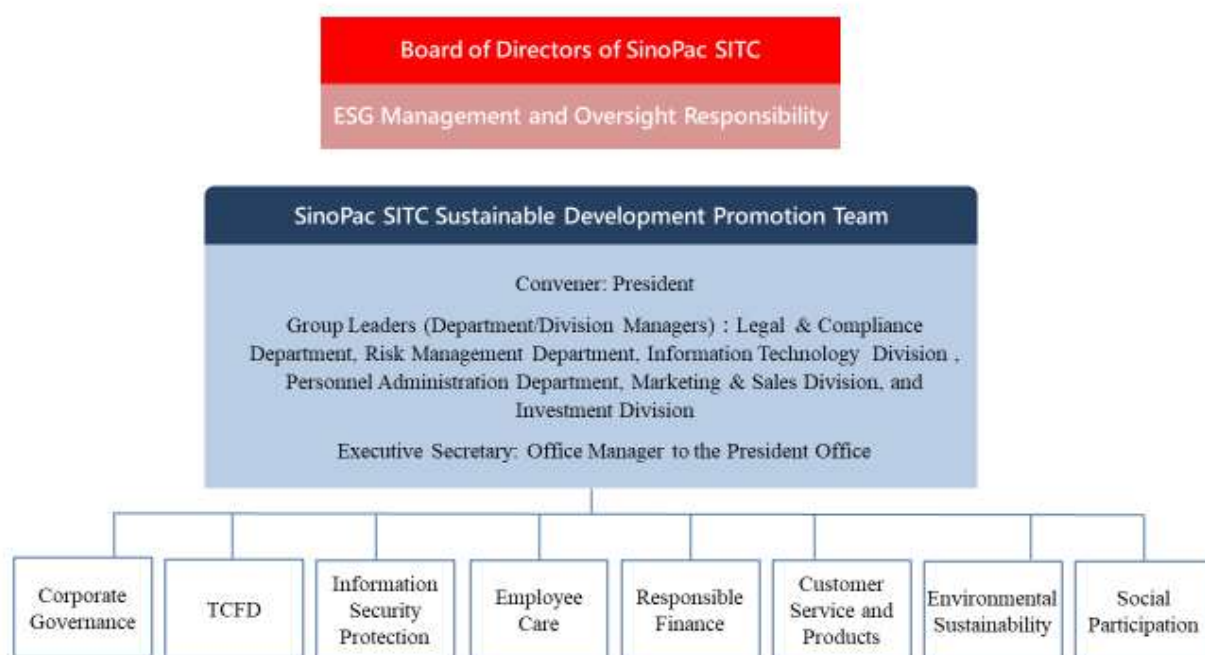 Board of Directors of SinoPac SITC
ESG Management and Oversight Responsibility
SinoPac SITC Sustainable Development Promotion Team
Convener: President
Group Leaders (Department/Division Managers) : Legal & Compliance
Department, Risk Management Department, Information Technology Division ,
Personnel Administration Department, Marketing & Sales Division, and
Investment Division
Executive Secretary: Office Manager to the President Office
Corporate
Governance
TCFD
Information
Security
Protection
Employee
Care
Responsible
Finance
Customer
Service and
Products
Environmental
Sustainability
Social
Participation